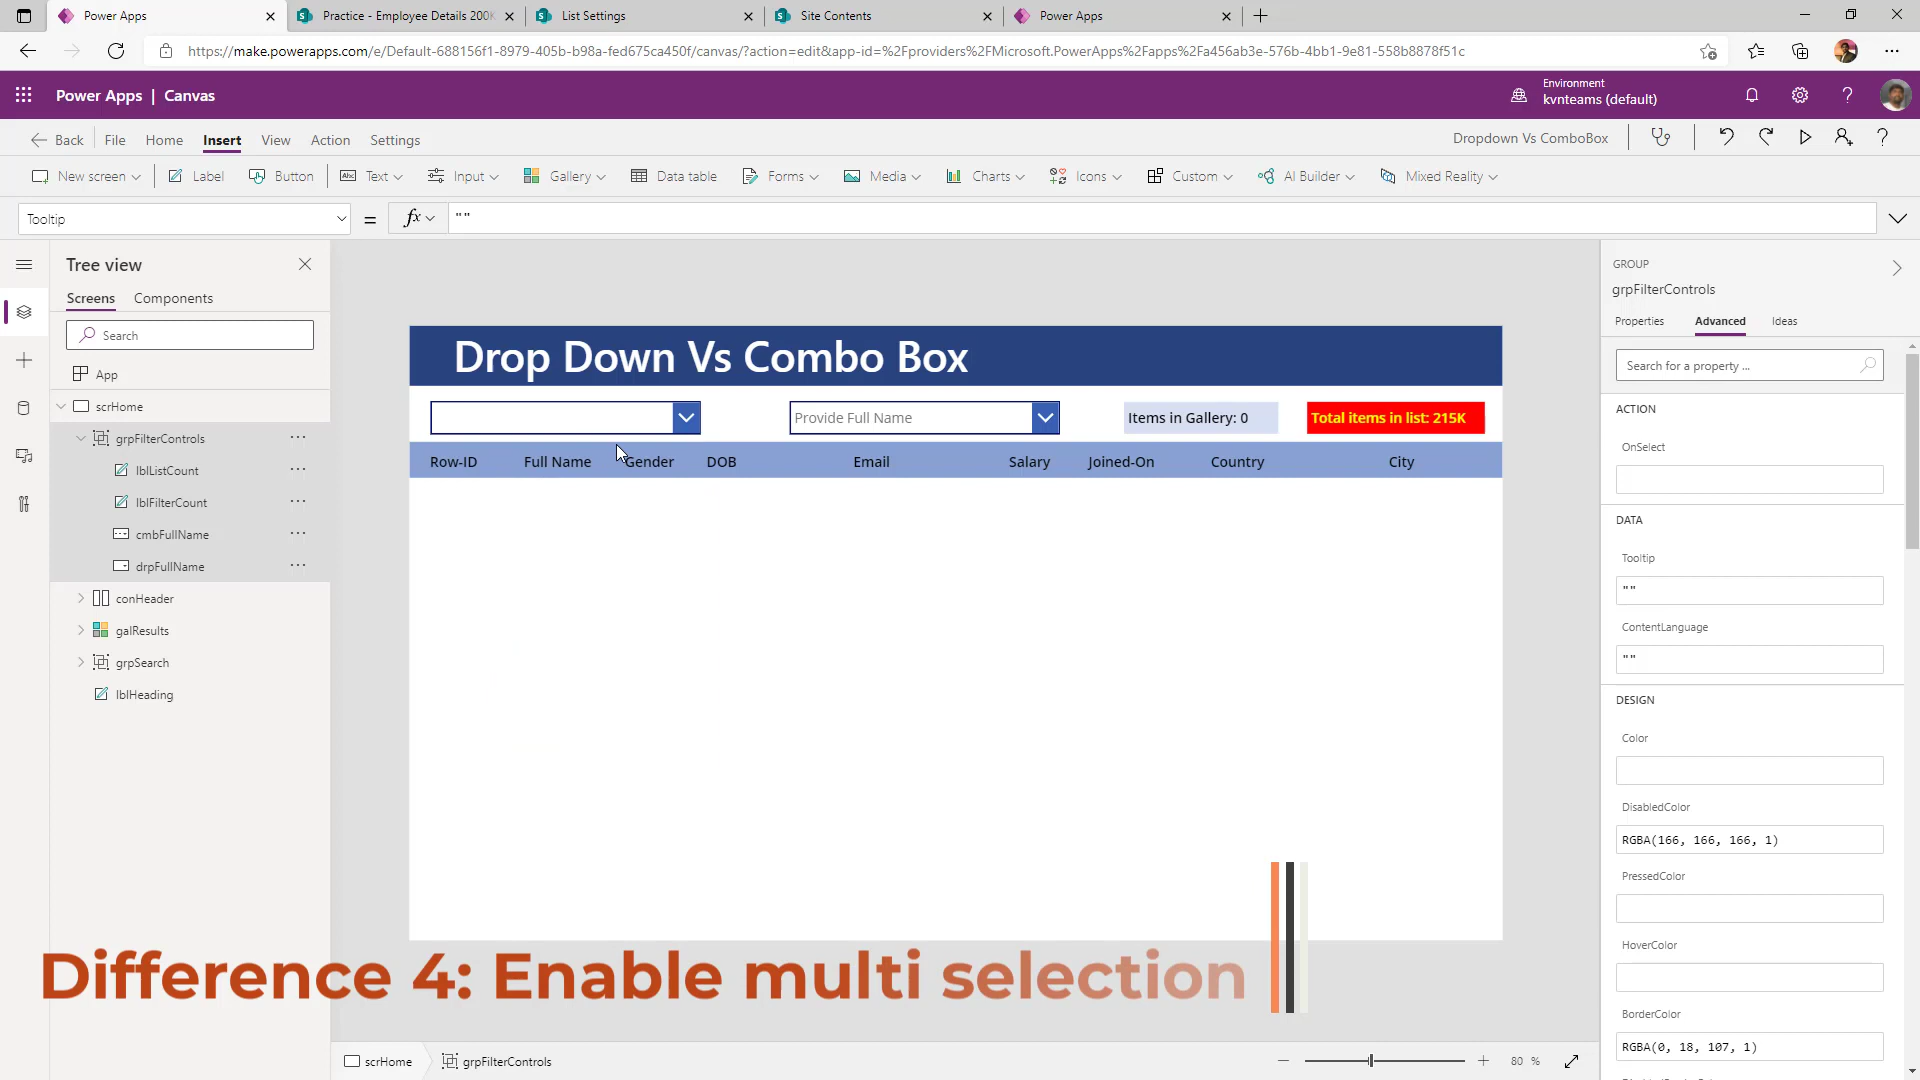 Power Apps
Practice - Employee Details 200K
List Settings
Site Contents
Power Apps
https://make.powerapps.com/e/Default-688156f1-8979-405b-b98a-fed675ca450f/canvas/?action=edit&app-id=%2Fproviders%2FMicrosoft.PowerApps%2Fapps%2Fa456ab3e-576b-4bb1-9e81-558b8878f51c
Power Apps | Canvas
Environment
kvnteams (default)
Back
File
Home
Insert
View
Action
Settings
Dropdown Vs ComboBox
New screen
Label
Button
Text
Input
Gallery
Data table
Forms
Media
Charts
Icons
Custom
AI Builder
Mixed Reality
Tooltip
=
fx
""
Tree view
Screens
Components
Search
App
scrHome
grpFilterControls
lblListCount
lblFilterCount
cmbFullName
drpFullName
conHeader
galResults
grpSearch
lblHeading
Drop Down Vs Combo Box
Provide Full Name
Items in Gallery: 0
Total items in list: 215K
Row-ID
Full Name
Gender
DOB
Email
Salary
Joined-On
Country
City
GROUP
grpFilterControls
Properties
Advanced
Ideas
Search for a property ...
ACTION
OnSelect
DATA
Tooltip
""
ContentLanguage
""
DESIGN
Color
DisabledColor
RGBA(166, 166, 166, 1)
PressedColor
HoverColor
BorderColor
RGBA(0, 18, 107, 1)
Difference 4: Enable multi selection
scrHome
grpFilterControls
80 %